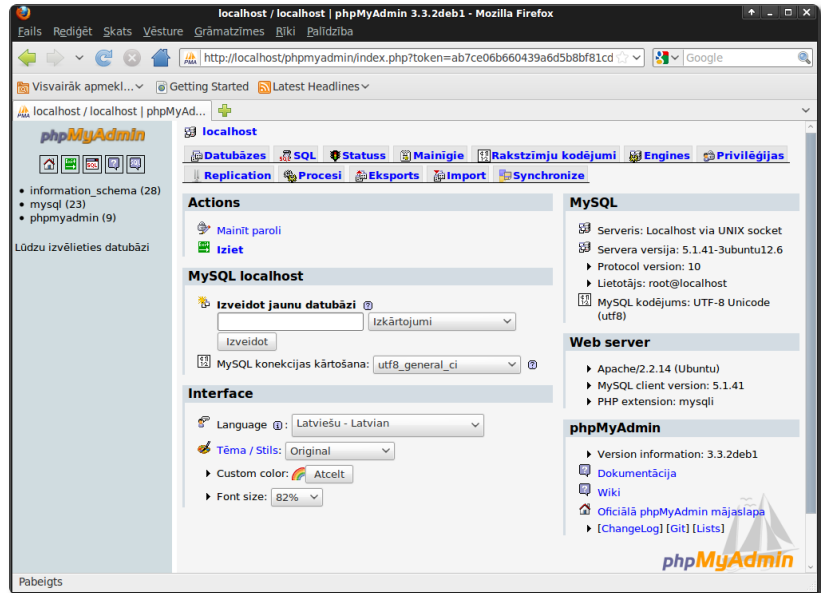 localhost / localhost | phpMyAdmin 3.3.2deb1 - Mozilla Firefox
Fails Rediģēt Skats Vēsture Grāmatzīmes Rīki Palīdzība
http://localhost/phpmyadmin/index.php?token=ab7ce06b660439a6d5b8bf81cd
Google
Visvairāk apmekl... Getting Started Latest Headlines
localhost / localhost | phpMyAd...
phpMyAdmin
information_schema (28)
mysql (23)
phpmyadmin (9)
Lūdzu izvēlieties datubāzi
localhost
Datubāzes SQL Statuss Mainīgie Rakstzīmju kodējumi Engines Privilēģijas
Replication Procesi Eksports Import Synchronize
Actions
Mainīt paroli
Iziet
MySQL localhost
Izveidot jaunu datubāzi
Izkārtojumi
Izveidot
MySQL konekcijas kārtošana: utf8_general_ci
Interface
Language : Latviešu - Latvian
Tēma / Stils: Original
Custom color: Atcelt
Font size: 82%
MySQL
Serveris: Localhost via UNIX socket
Servera versija: 5.1.41-3ubuntu12.6
Protocol version: 10
Lietotājs: root@localhost
MySQL kodējums: UTF-8 Unicode
(utf8)
Web server
Apache/2.2.14 (Ubuntu)
MySQL client version: 5.1.41
PHP extension: mysqli
phpMyAdmin
Version information: 3.3.2deb1
Dokumentācija
Wiki
Oficiālā phpMyAdmin mājaslapa
[ChangeLog] [Git] [Lists]
phpMyAdmin
Pabeigts